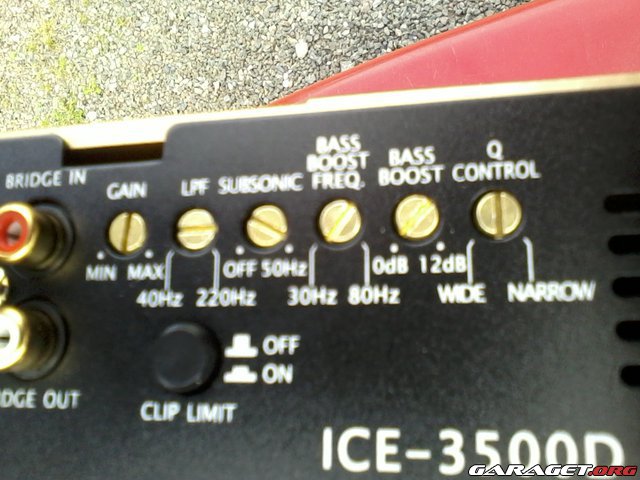 BRIDGE IN
GAIN
LPF
SUBSONIC
BASS
BOOST
FREQ.
BASS
BOOST
Q
CONTROL
MIN MAX
40Hz 220Hz
OFF 50Hz
30Hz 80Hz
0dB 12dB
WIDE NARROW
OFF
ON
CLIP LIMIT
DGE OUT
ICE-3500D
GARAGET.ORG